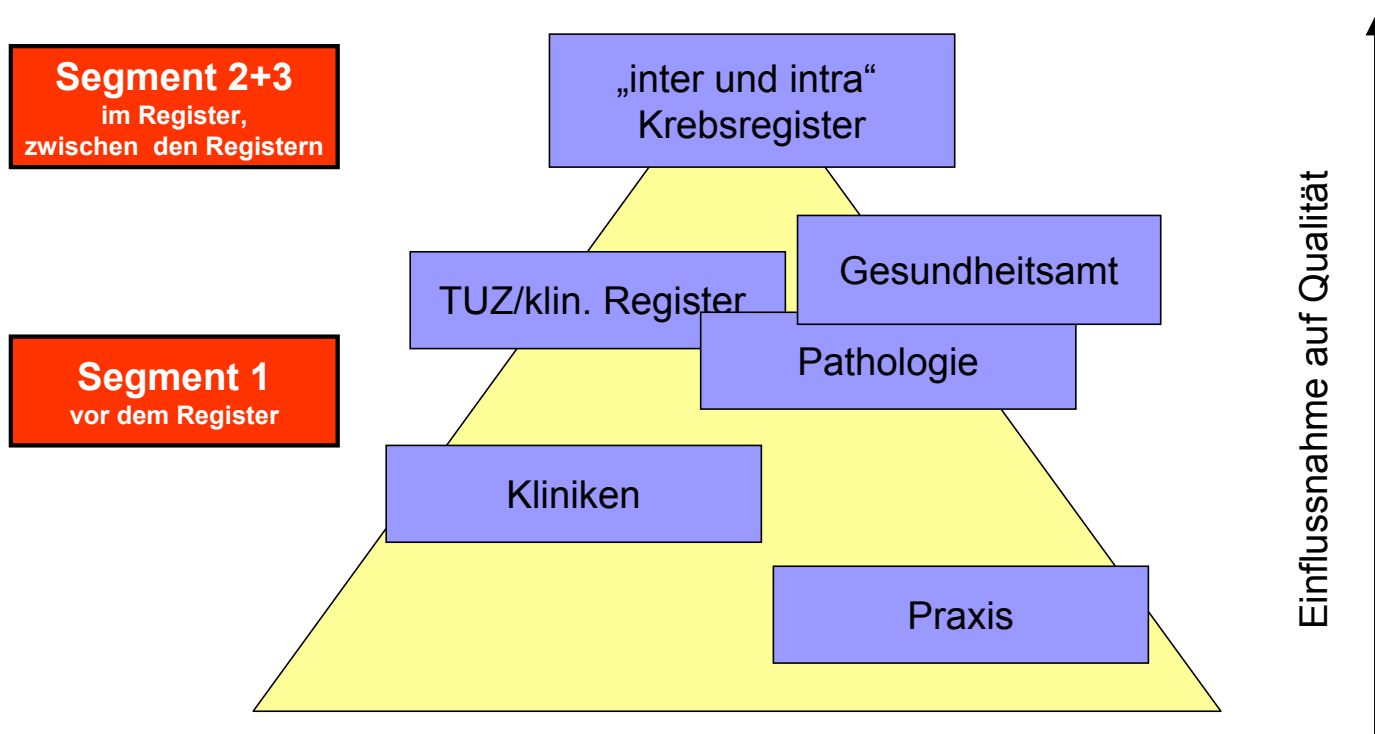 Segment 2+3
im Register,
zwischen den Registern
„inter und intra“
Krebsregister
Gesundheitsamt
TUZ/klin. Register
Pathologie
Segment 1
vor dem Register
Kliniken
Praxis
Einflussnahme auf Qualität